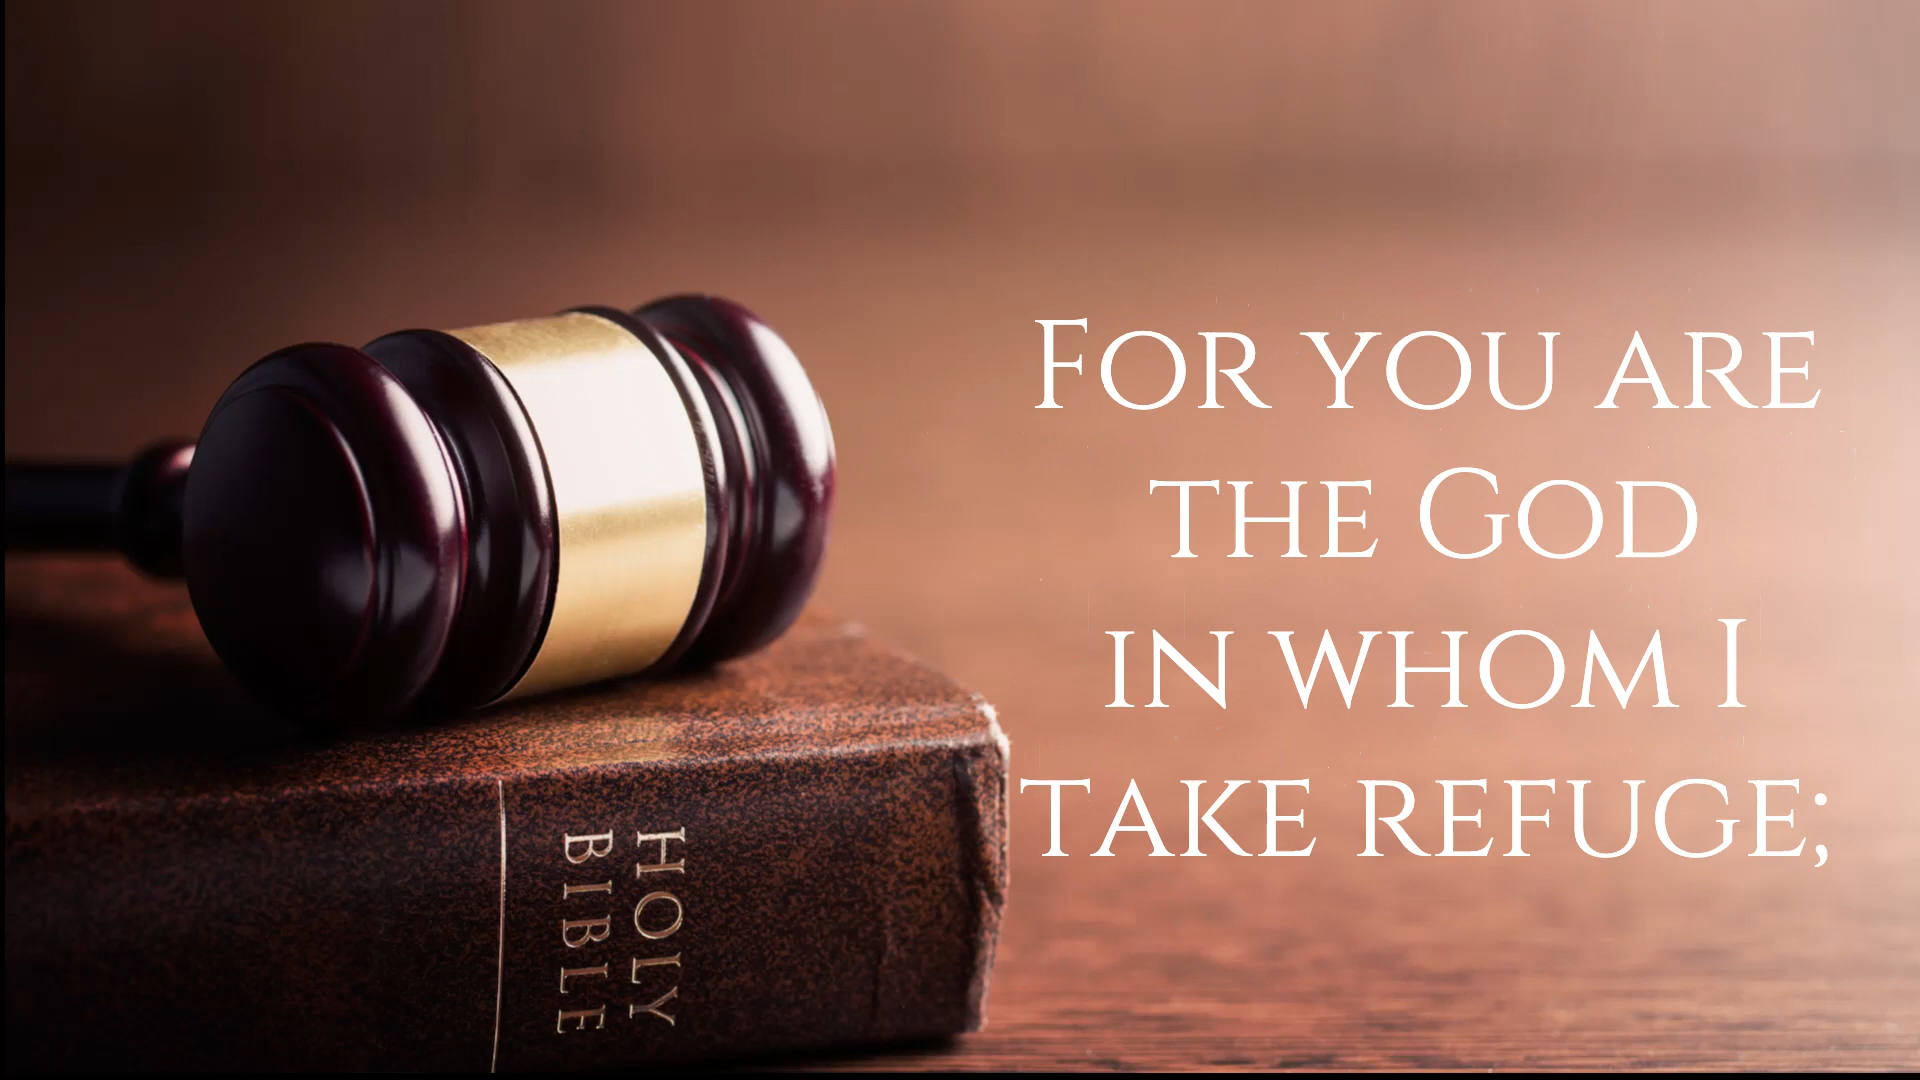 For you are
the God
in whom I
take refuge;
HOLY
BIBLE